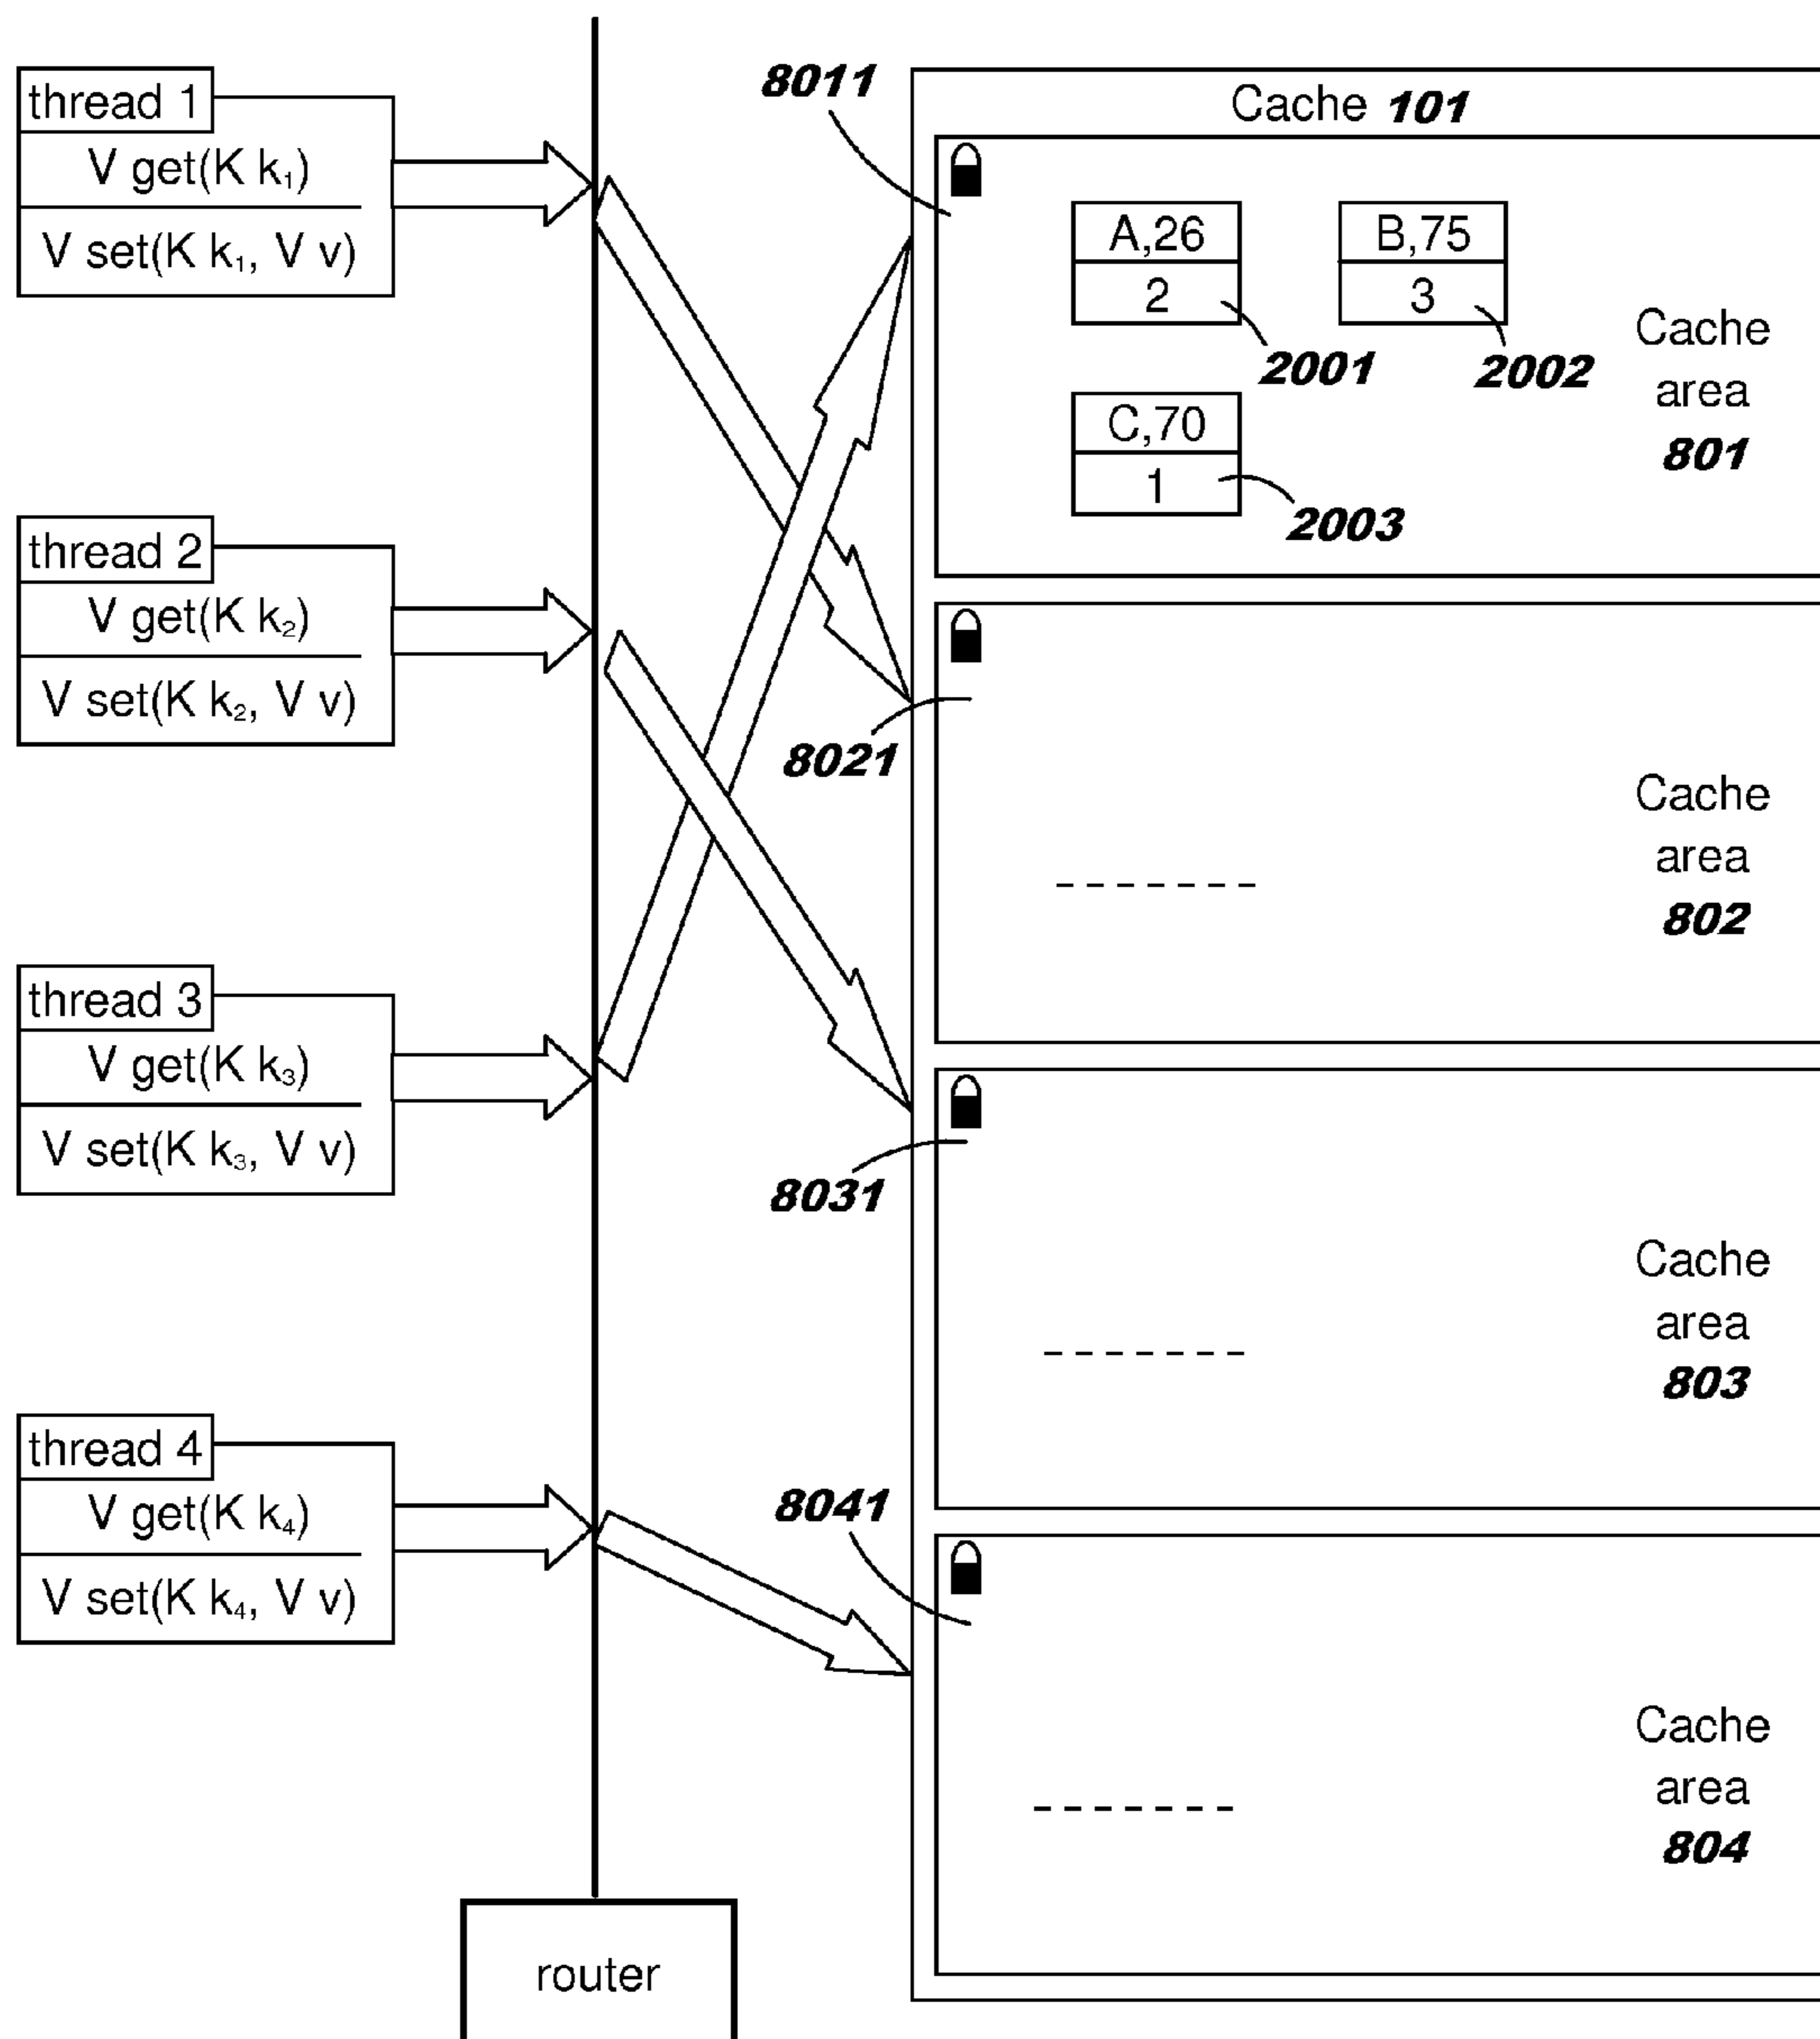 thread 1
V get(K k₁)
V set(K k₁, V v)
thread 2
V get(K k₂)
V set(K k₂, V v)
thread 3
V get(K k₃)
V set(K k₃, V v)
thread 4
V get(K k₄)
V set(K k₄, V v)
router
8011
8021
8031
8041
Cache 101
A,26
2
2001
B,75
3
2002
C,70
1
2003
Cache
area
801
Cache
area
802
Cache
area
803
Cache
area
804